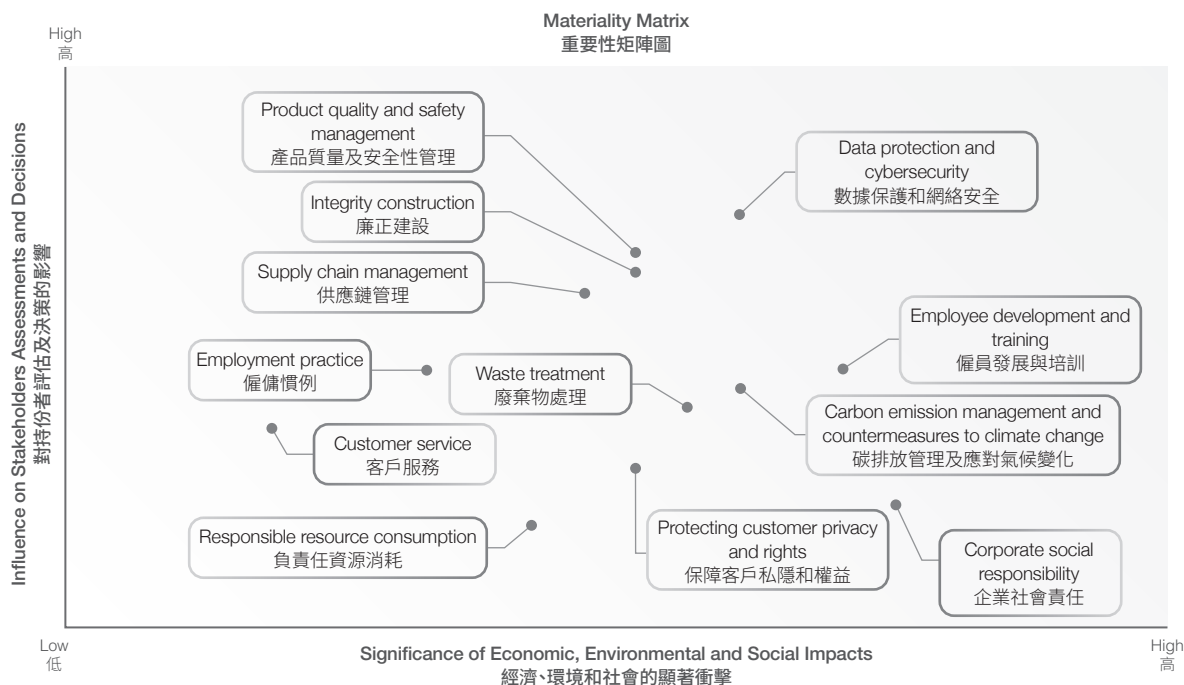 Materiality Matrix
重要性矩陣圖
High
高
Influence on Stakeholders Assessments and Decisions
對持份者評估及決策的影響
Product quality and safety
management
產品質量及安全性管理
Data protection and
cybersecurity
數據保護和網絡安全
Integrity construction
廉正建設
Supply chain management
供應鏈管理
Employee development and
training
僱員發展與培訓
Employment practice
僱傭慣例
Waste treatment
廢棄物處理
Carbon emission management and
countermeasures to climate change
碳排放管理及應對氣候變化
Customer service
客戶服務
Responsible resource consumption
負責任資源消耗
Protecting customer privacy
and rights
保障客戶私隱和權益
Corporate social
responsibility
企業社會責任
Low
低
Significance of Economic, Environmental and Social Impacts
經濟、環境和社會的顯著衝擊
High
高